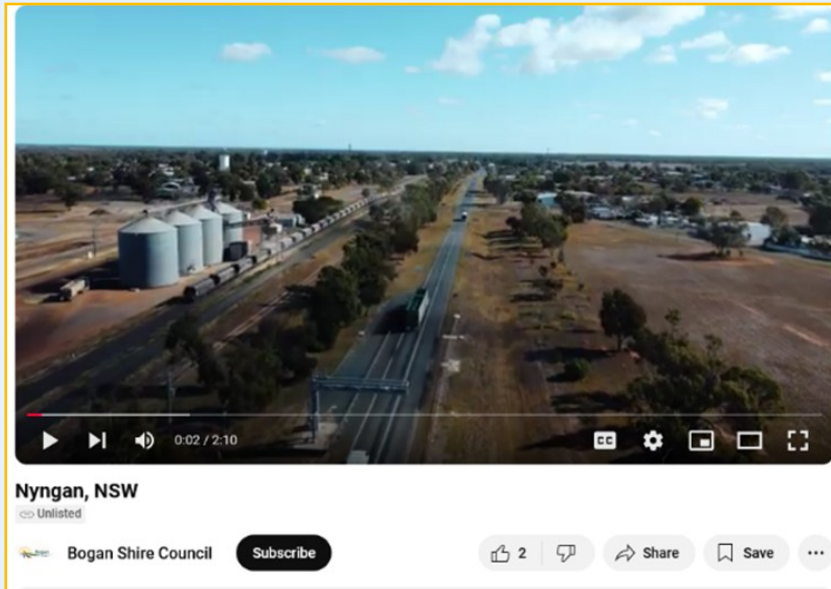 CC
0:02 / 2:10
Nyngan, NSW
Unlisted
Bogan Shire Council
Subscribe
2
Share
Save